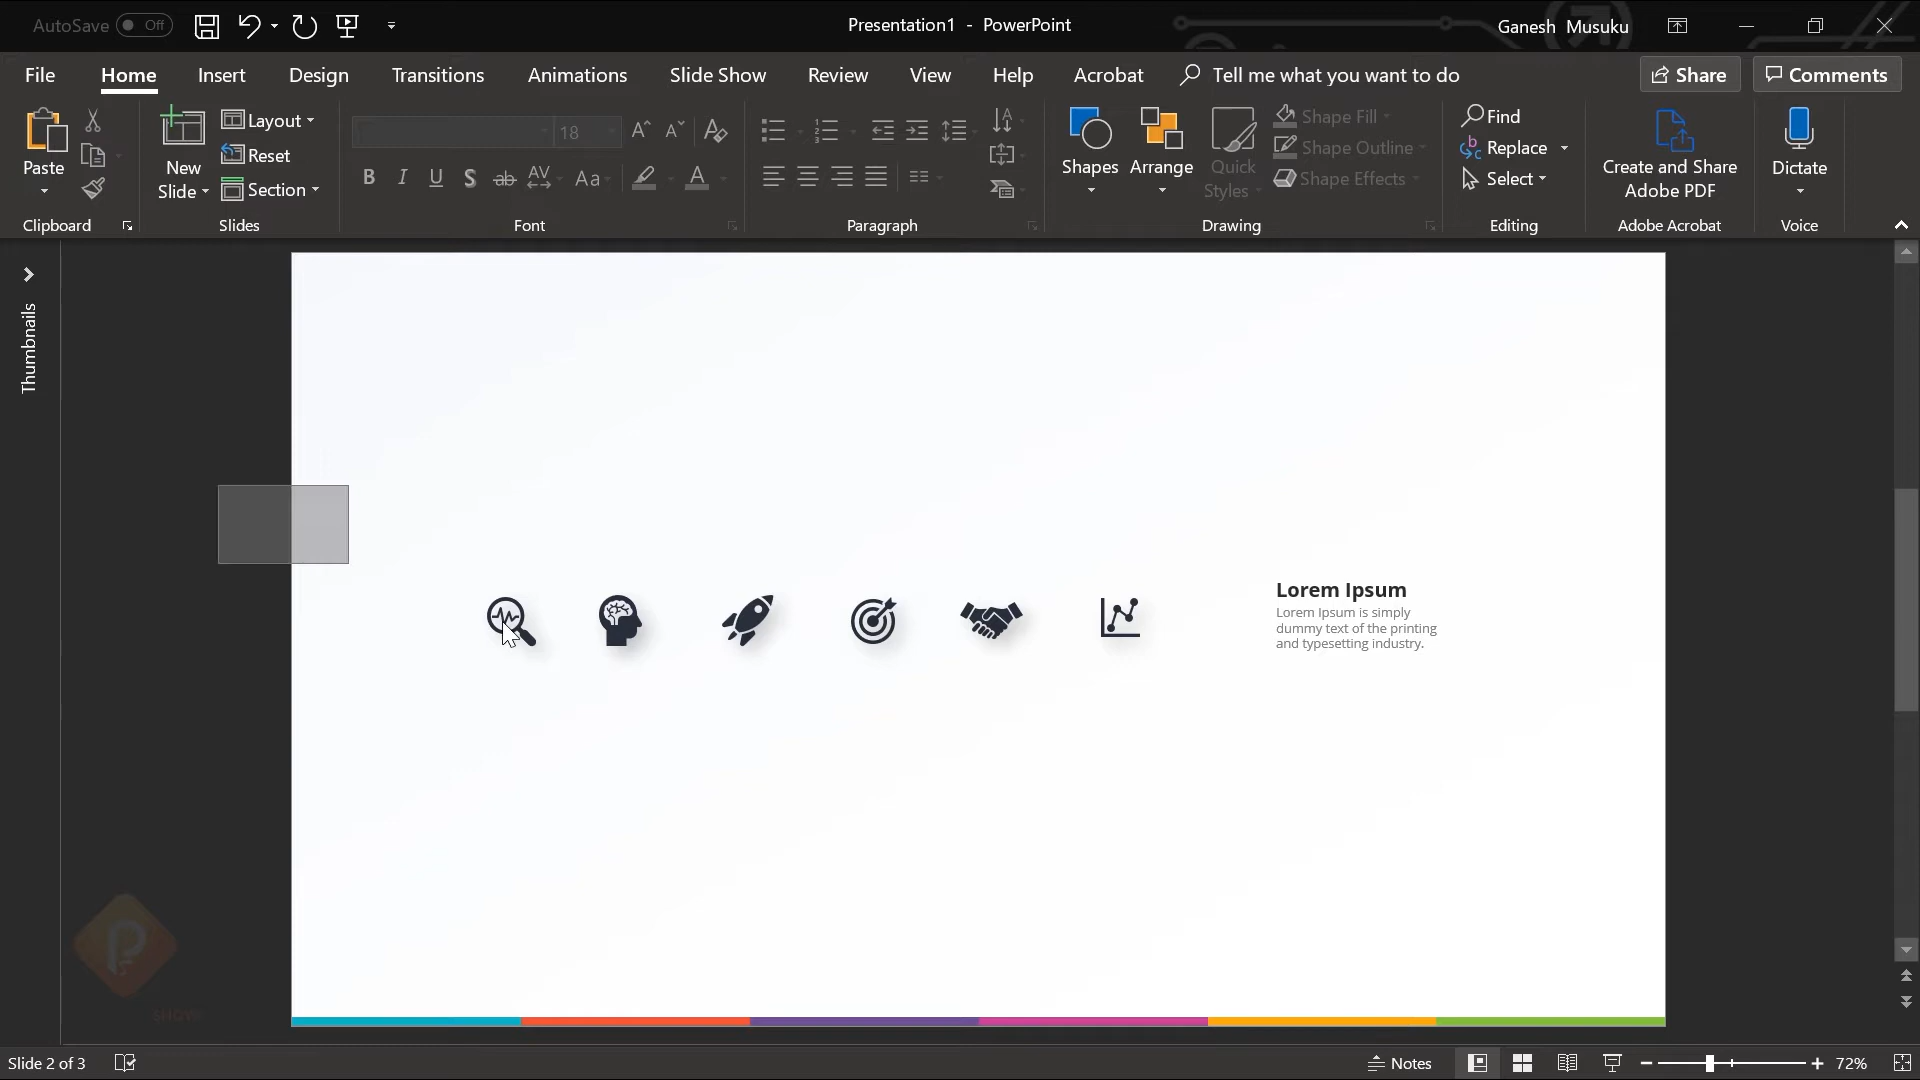 AutoSave Off
Presentation1 - PowerPoint
Ganesh Musuku
File Home Insert Design Transitions Animations Slide Show Review View Help Acrobat Tell me what you want to do
Share Comments
Paste
New Slide
Layout
Reset
Section
18
B I U S ab AV Aa A
Shapes Arrange Quick Styles
Shape Fill
Shape Outline
Shape Effects
Find
Replace
Select
Create and Share
Adobe PDF
Dictate
Clipboard Slides Font Paragraph Drawing Editing Adobe Acrobat Voice
Thumbnails
Lorem Ipsum
Lorem Ipsum is simply
dummy text of the printing
and typesetting industry.
SHOW
Slide 2 of 3
Notes
72%